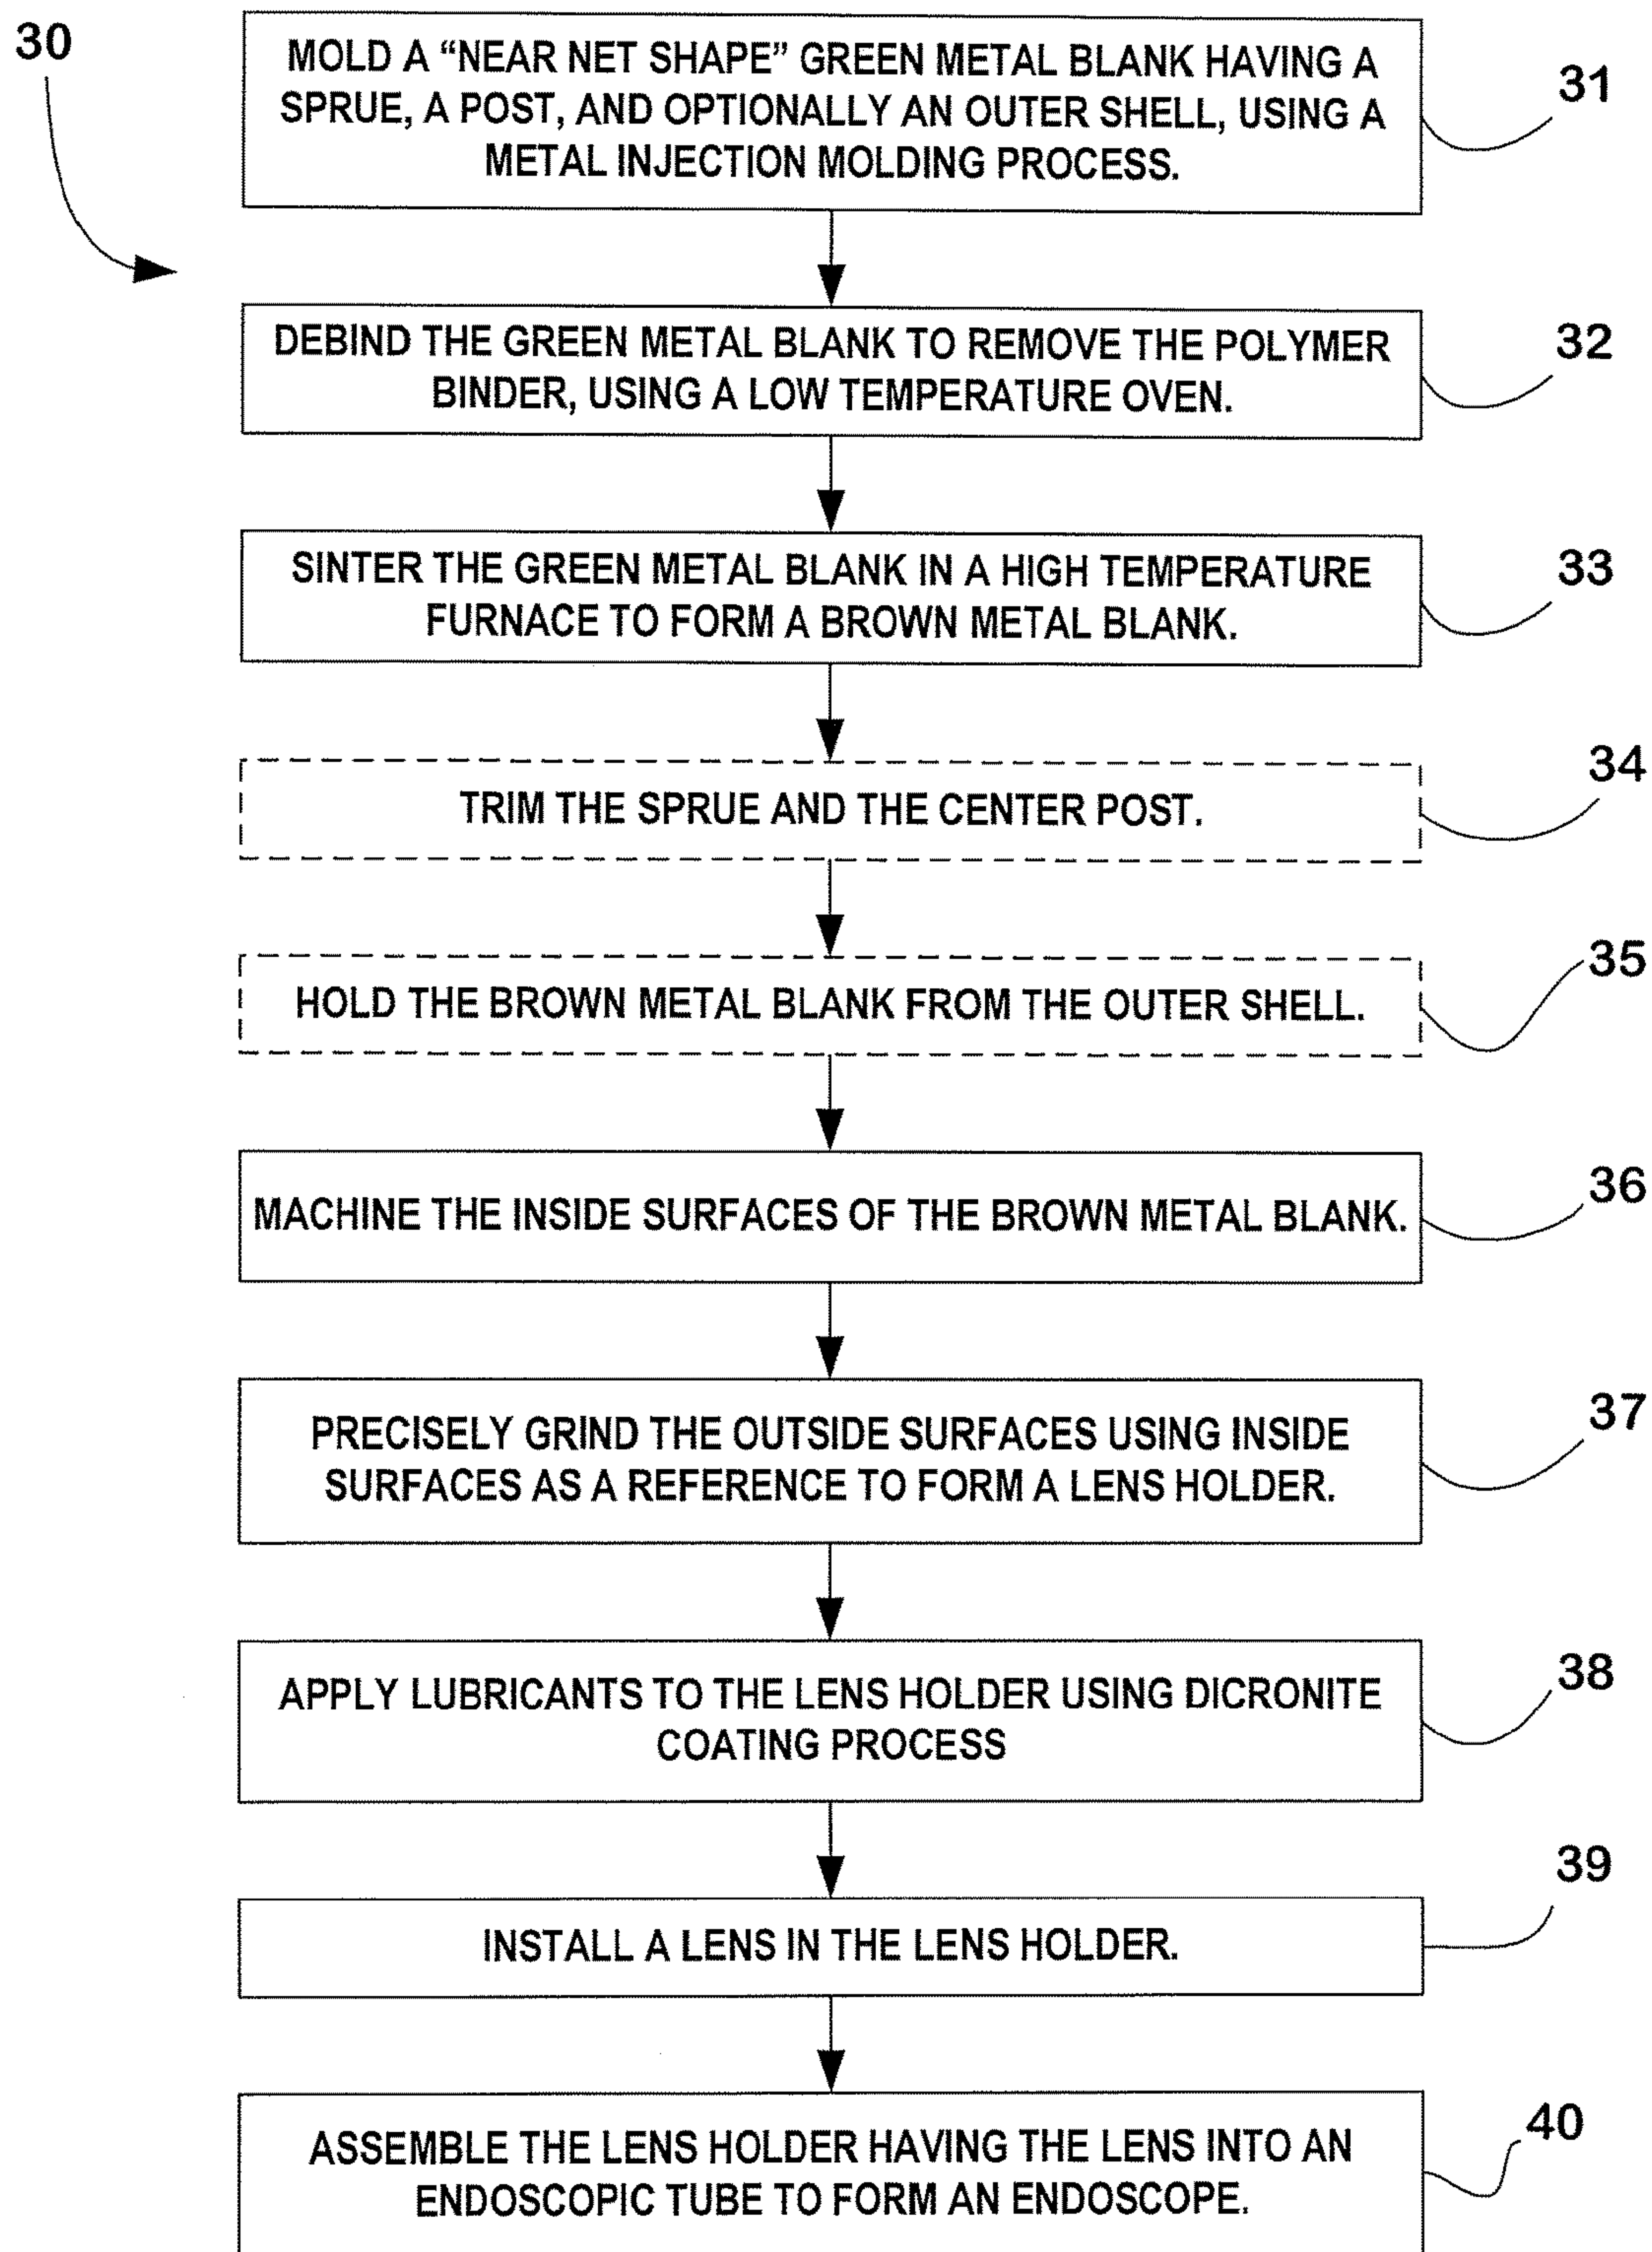 30
MOLD A “NEAR NET SHAPE” GREEN METAL BLANK HAVING A
SPRUE, A POST, AND OPTIONALLY AN OUTER SHELL, USING A
METAL INJECTION MOLDING PROCESS.
31
DEBIND THE GREEN METAL BLANK TO REMOVE THE POLYMER
BINDER, USING A LOW TEMPERATURE OVEN.
32
SINTER THE GREEN METAL BLANK IN A HIGH TEMPERATURE
FURNACE TO FORM A BROWN METAL BLANK.
33
TRIM THE SPRUE AND THE CENTER POST.
34
HOLD THE BROWN METAL BLANK FROM THE OUTER SHELL.
35
MACHINE THE INSIDE SURFACES OF THE BROWN METAL BLANK.
36
PRECISELY GRIND THE OUTSIDE SURFACES USING INSIDE
SURFACES AS A REFERENCE TO FORM A LENS HOLDER.
37
APPLY LUBRICANTS TO THE LENS HOLDER USING DICRONITE
COATING PROCESS
38
INSTALL A LENS IN THE LENS HOLDER.
39
ASSEMBLE THE LENS HOLDER HAVING THE LENS INTO AN
ENDOSCOPIC TUBE TO FORM AN ENDOSCOPE.
40